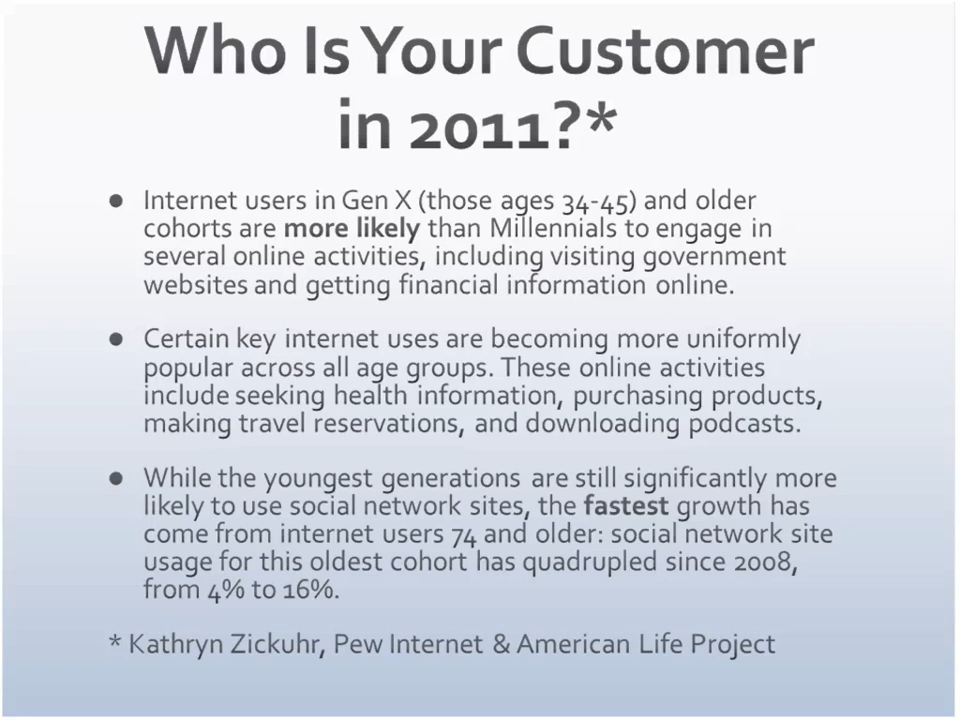 Who Is Your Customer
in 2011?*
● Internet users in Gen X (those ages 34-45) and older
cohorts are more likely than Millennials to engage in
several online activities, including visiting government
websites and getting financial information online.
● Certain key internet uses are becoming more uniformly
popular across all age groups. These online activities
include seeking health information, purchasing products,
making travel reservations, and downloading podcasts.
● While the youngest generations are still significantly more
likely to use social network sites, the fastest growth has
come from internet users 74 and older: social network site
usage for this oldest cohort has quadrupled since 2008,
from 4% to 16%.
* Kathryn Zickuhr, Pew Internet & American Life Project